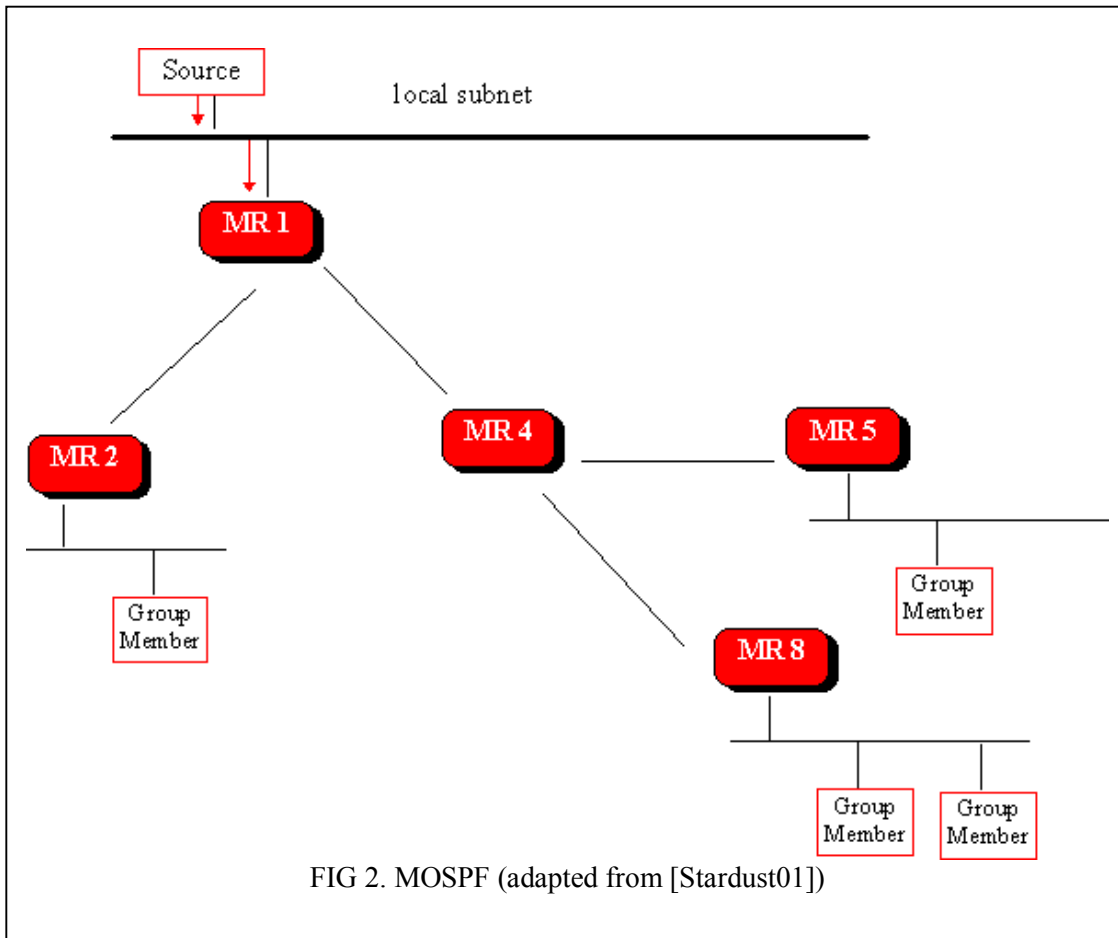 Source
local subnet
MR 1
MR 2
MR 4
MR 5
Group
Member
Group
Member
MR 8
Group
Member
Group
Member
FIG 2. MOSPF (adapted from [Stardust01])